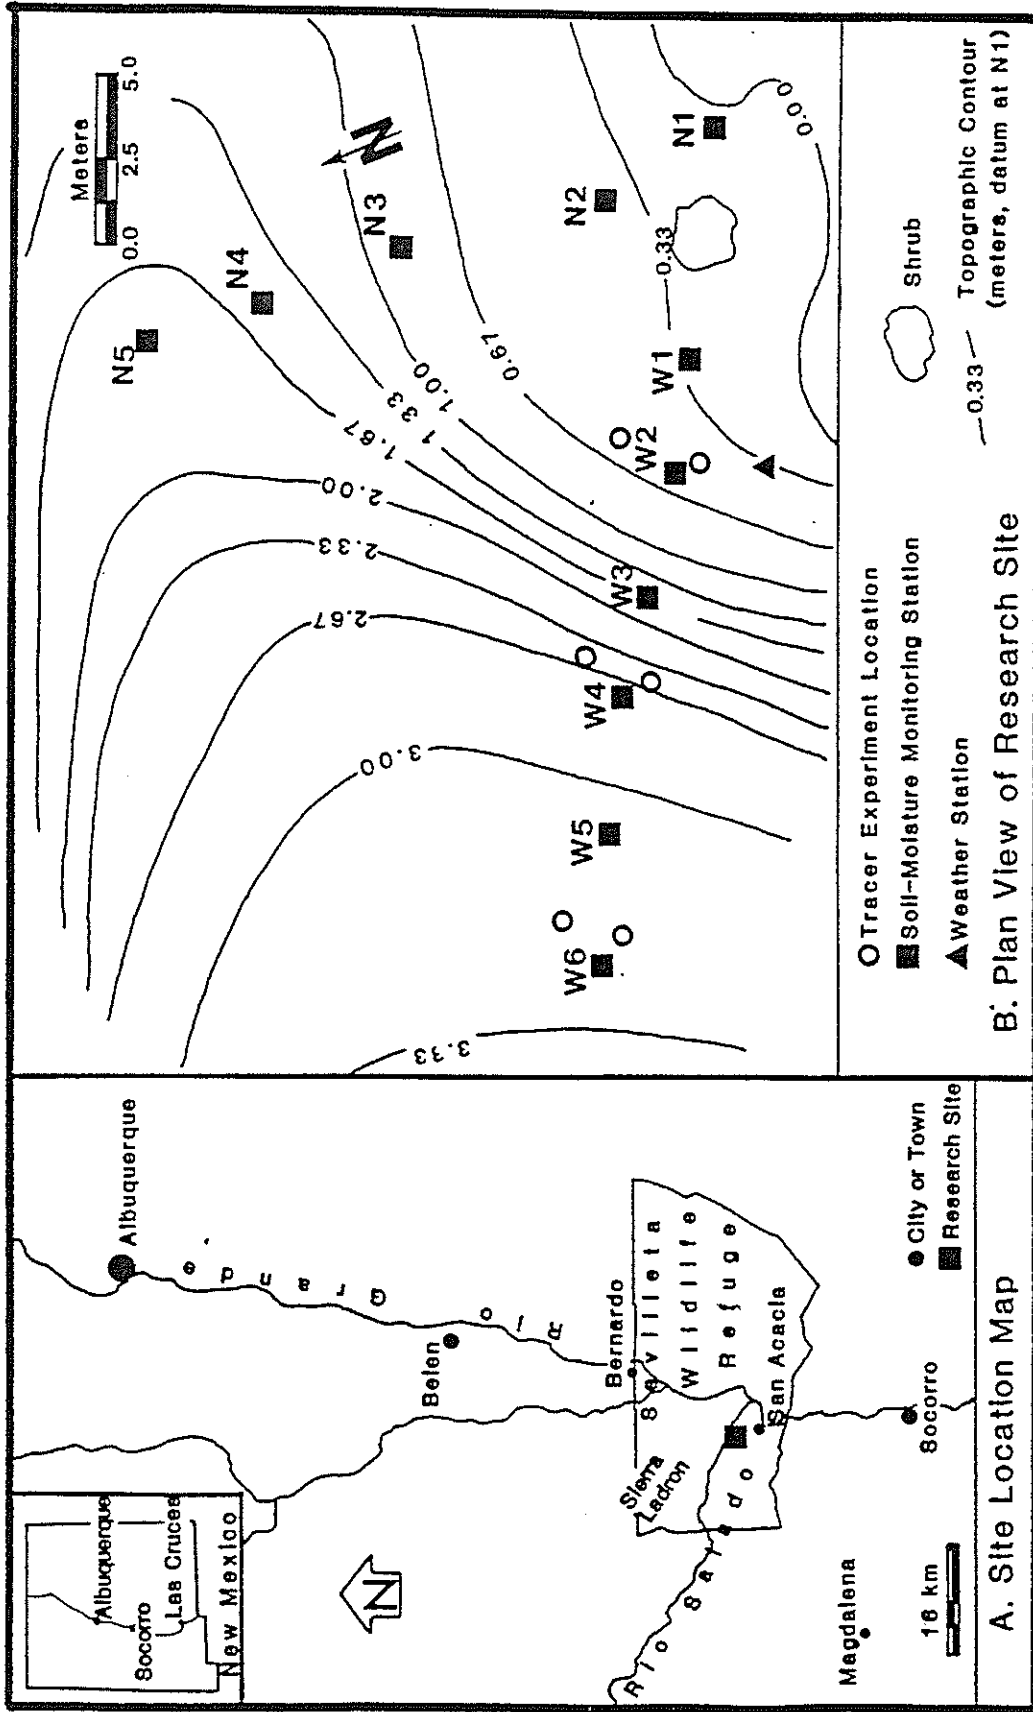 New Mexico
Albuquerque
Socorro
Las Cruces
N
Albuquerque
Rio Grande
Belen
Bernardo
Sevilleta
Wildlife
Refuge
Sierra
Ladron
San Acacia
Rio Salado
Magdalena
Socorro
16 km
City or Town
Research Site
A. Site Location Map
Meters
0.0 2.5 5.0
N
N5
N4
N3
N2
N1
W1
W2
W3
W4
W5
W6
3.33
3.00
2.67
2.33
2.00
1.67
1.33
1.00
0.67
0.33
0.00
Tracer Experiment Location
Soil-Moisture Monitoring Station
Weather Station
Shrub
0.33 Topographic Contour
(meters, datum at N1)
B. Plan View of Research Site